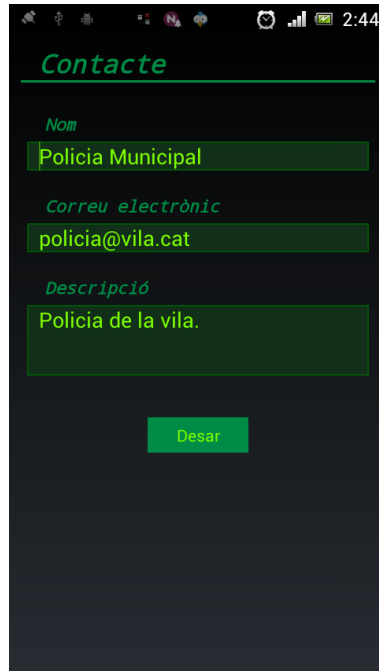 2:44
Contacte
Nom
Policia Municipal
Correu electrònic
policia@vila.cat
Descripció
Policia de la vila.
Desar